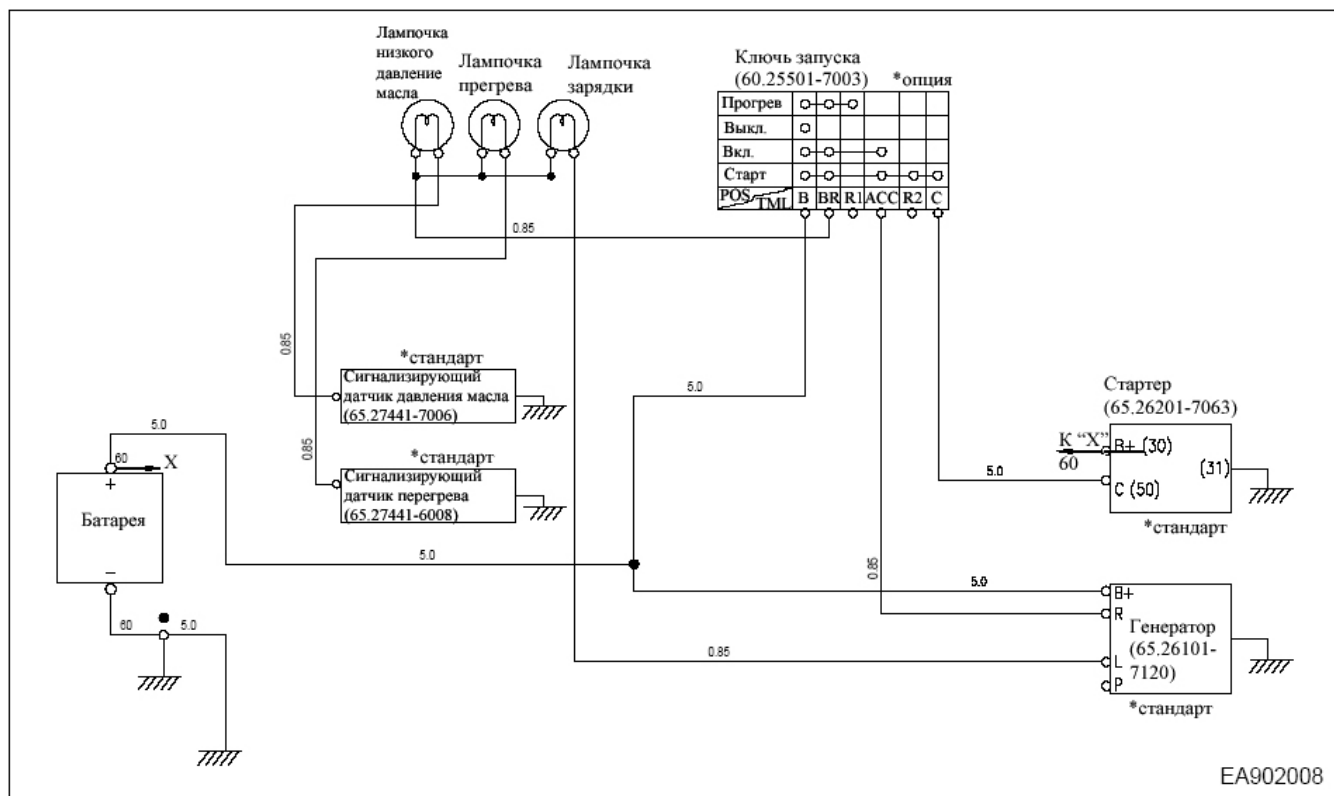 Лампочка
низкого
давление
масла
Лампочка
прегрева
Лампочка
зарядки
Ключь запуска
(60.25501-7003)
*опция
Прогрев
Выкл.
Вкл.
Старт
POS TML B BR R1 ACC R2 C
0.85
0.85
*стандарт
Сигнализирующий
датчик давления масла
(65.27441-7006)
0.85
*стандарт
Сигнализирующий
датчик перегрева
(65.27441-6008)
5.0
5.0
60
X
+
Батарея
−
60
5.0
5.0
Стартер
(65.26201-7063)
К “X”
60
B+ (30)
(31)
C (50)
5.0
*стандарт
0.85
5.0
B+
R
Генератор
(65.26101-
7120)
L
P
0.85
*стандарт
EA902008